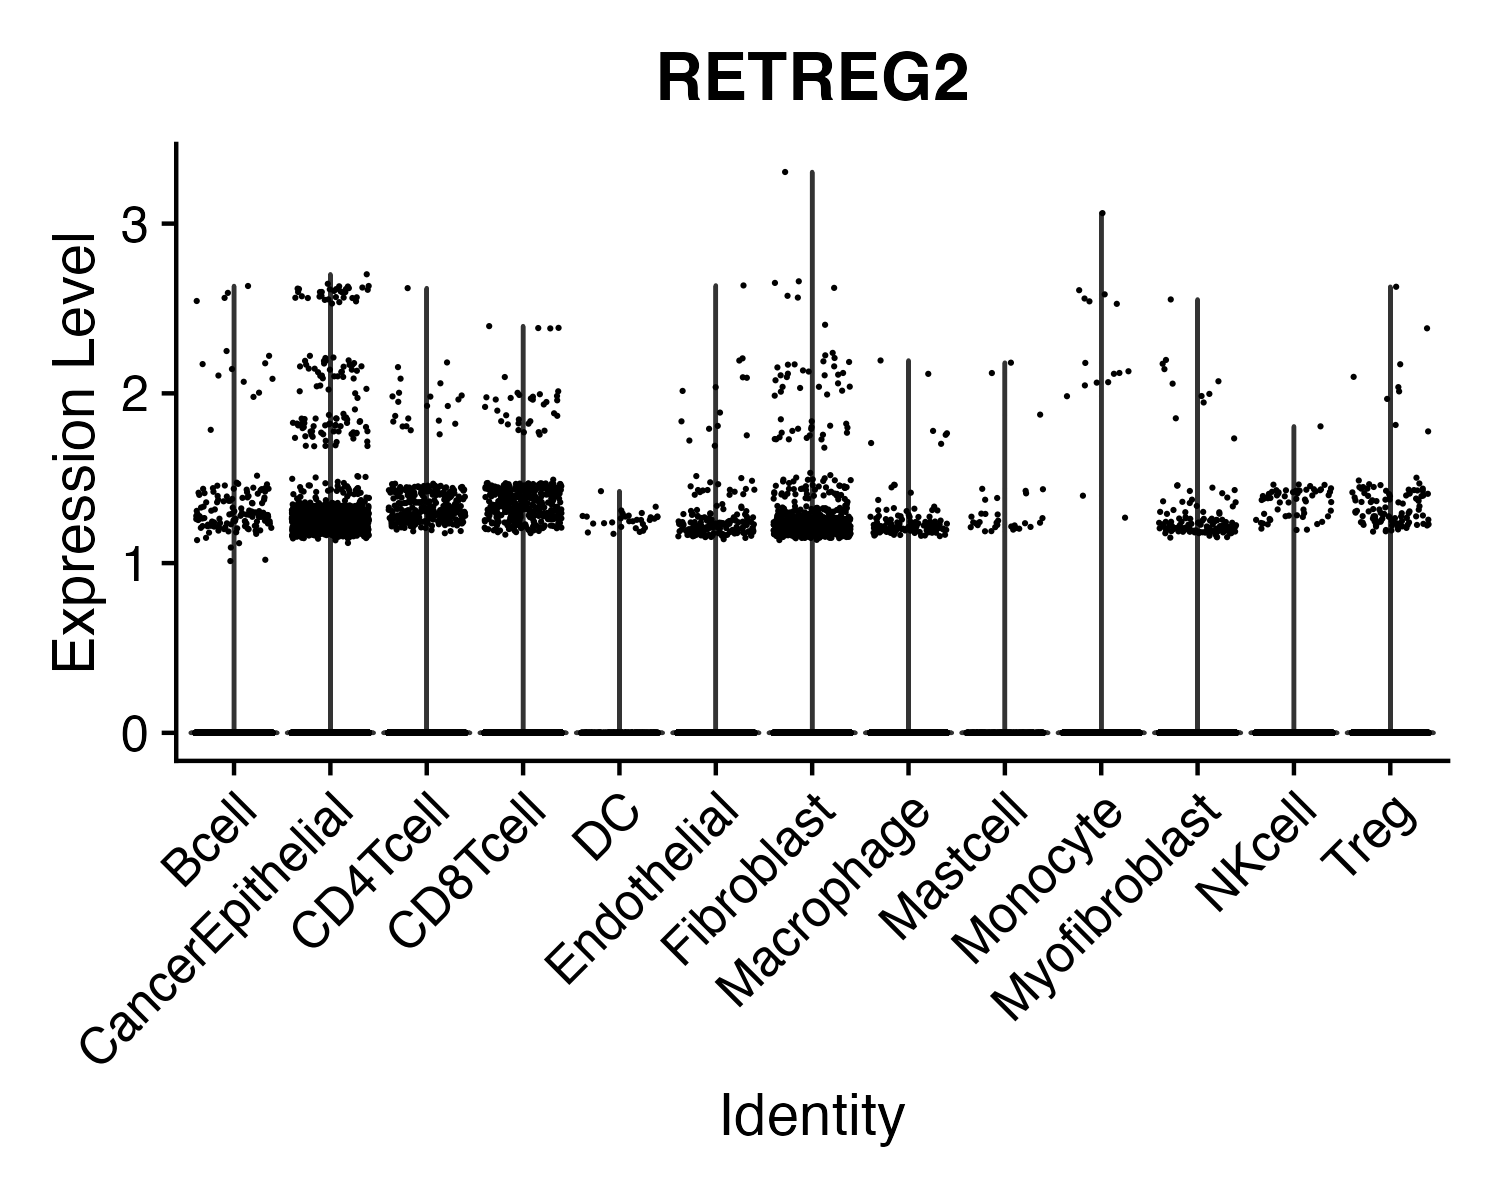 RETREG2
Expression Level
3
2
1
0
Bcell
CancerEpithelial
CD4Tcell
CD8Tcell
DC
Endothelial
Fibroblast
Macrophage
Mastcell
Monocyte
Myofibroblast
NKcell
Treg
Identity